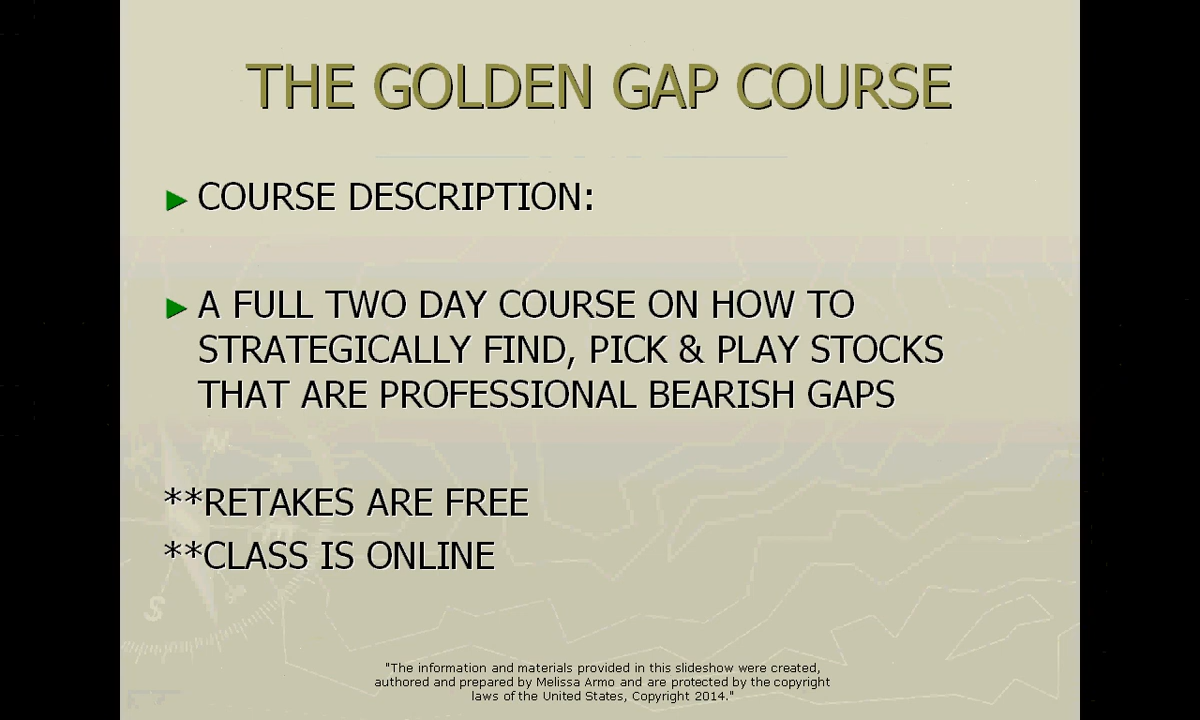 THE GOLDEN GAP COURSE
► COURSE DESCRIPTION:
► A FULL TWO DAY COURSE ON HOW TO
STRATEGICALLY FIND, PICK & PLAY STOCKS
THAT ARE PROFESSIONAL BEARISH GAPS
**RETAKES ARE FREE
**CLASS IS ONLINE
N
S
"The information and materials provided in this slideshow were created,
authored and prepared by Melissa Armo and are protected by the copyright
laws of the United States, Copyright 2014."